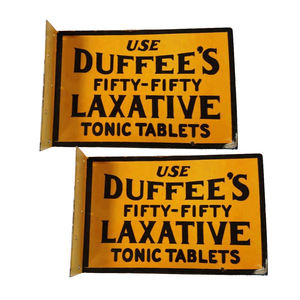 USE
DUFFEE'S
FIFTY-FIFTY
LAXATIVE
TONIC TABLETS
USE
DUFFEE'S
FIFTY-FIFTY
LAXATIVE
TONIC TABLETS